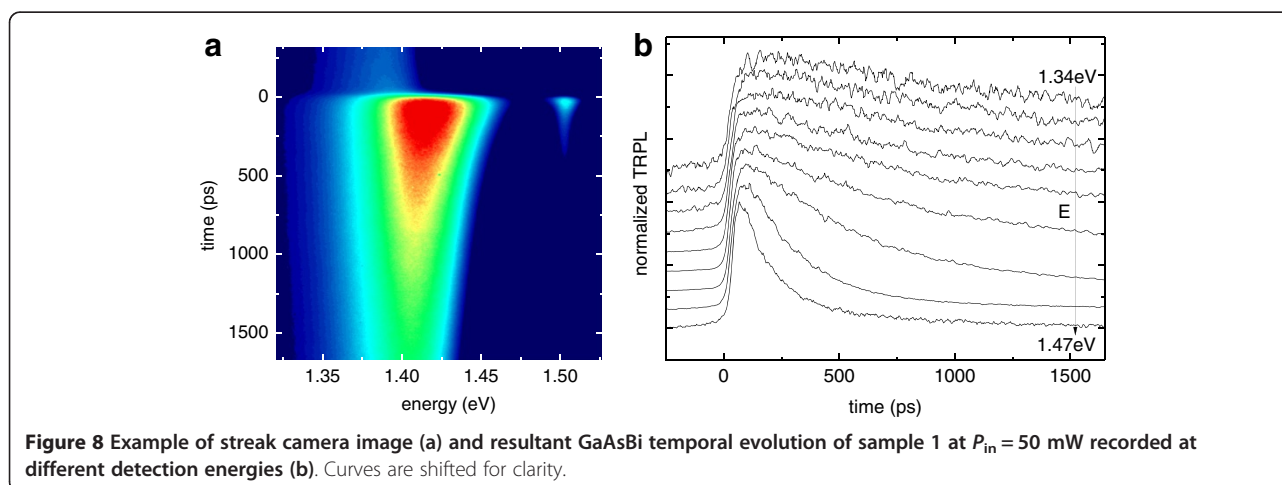 a
0
500
1000
1500
time (ps)
1.35
1.40
1.45
1.50
energy (eV)
b
normalized TRPL
1.34eV
E
1.47eV
0
500
1000
1500
time (ps)
Figure 8 Example of streak camera image (a) and resultant GaAsBi temporal evolution of sample 1 at Pin = 50 mW recorded at
different detection energies (b). Curves are shifted for clarity.